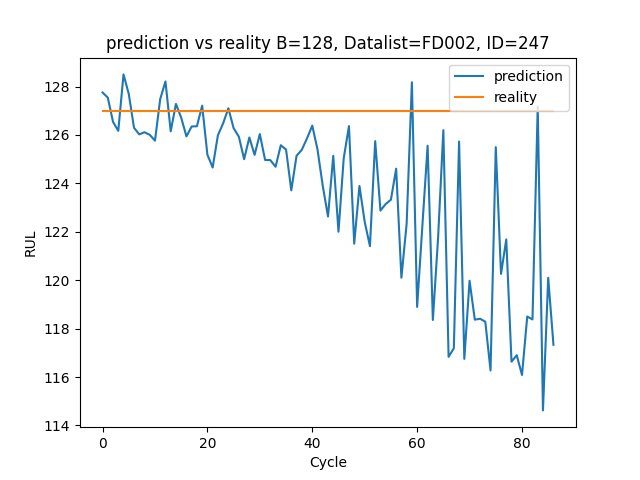 prediction vs reality B=128, Datalist=FD002, ID=247
prediction
reality
RUL
128
126
124
122
120
118
116
114
0 20 40 60 80
Cycle